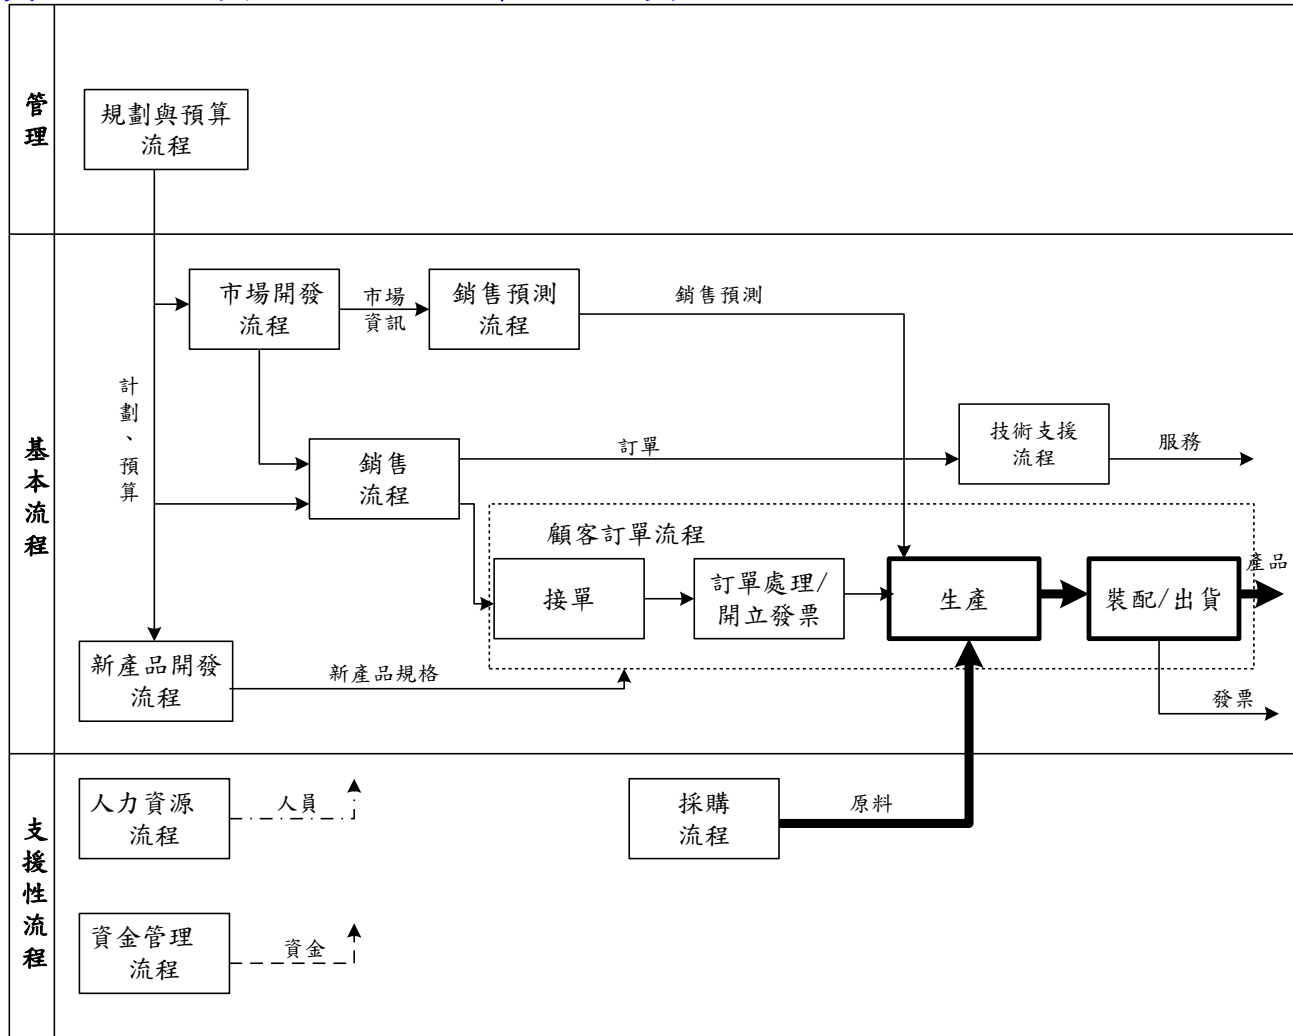 管理
規劃與預算
流程
基本流程
計劃、預算
市場開發
流程
市場
資訊
銷售預測
流程
銷售預測
銷售
流程
訂單
技術支援
流程
服務
顧客訂單流程
接單
訂單處理/
開立發票
生產
裝配/出貨
產品
發票
新產品開發
流程
新產品規格
支援性流程
人力資源
流程
人員
採購
流程
原料
資金管理
流程
資金